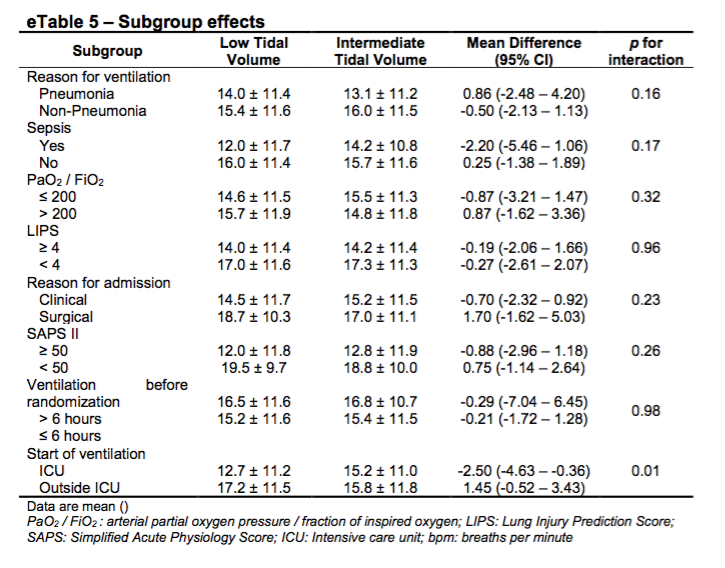 eTable 5 – Subgroup effects
Subgroup Low Tidal Volume Intermediate Tidal Volume Mean Difference (95% CI) p for interaction
Reason for ventilation
Pneumonia 14.0 ± 11.4 13.1 ± 11.2 0.86 (-2.48 – 4.20) 0.16
Non-Pneumonia 15.4 ± 11.6 16.0 ± 11.5 -0.50 (-2.13 – 1.13)
Sepsis
Yes 12.0 ± 11.7 14.2 ± 10.8 -2.20 (-5.46 – 1.06) 0.17
No 16.0 ± 11.4 15.7 ± 11.6 0.25 (-1.38 – 1.89)
PaO2 / FiO2
≤ 200 14.6 ± 11.5 15.5 ± 11.3 -0.87 (-3.21 – 1.47) 0.32
> 200 15.7 ± 11.9 14.8 ± 11.8 0.87 (-1.62 – 3.36)
LIPS
≥ 4 14.0 ± 11.4 14.2 ± 11.4 -0.19 (-2.06 – 1.66) 0.96
< 4 17.0 ± 11.6 17.3 ± 11.3 -0.27 (-2.61 – 2.07)
Reason for admission
Clinical 14.5 ± 11.7 15.2 ± 11.5 -0.70 (-2.32 – 0.92) 0.23
Surgical 18.7 ± 10.3 17.0 ± 11.1 1.70 (-1.62 – 5.03)
SAPS II
≥ 50 12.0 ± 11.8 12.8 ± 11.9 -0.88 (-2.96 – 1.18) 0.26
< 50 19.5 ± 9.7 18.8 ± 10.0 0.75 (-1.14 – 2.64)
Ventilation before
randomization 16.5 ± 11.6 16.8 ± 10.7 -0.29 (-7.04 – 6.45) 0.98
> 6 hours 15.2 ± 11.6 15.4 ± 11.5 -0.21 (-1.72 – 1.28)
≤ 6 hours
Start of ventilation
ICU 12.7 ± 11.2 15.2 ± 11.0 -2.50 (-4.63 – -0.36) 0.01
Outside ICU 17.2 ± 11.5 15.8 ± 11.8 1.45 (-0.52 – 3.43)
Data are mean ()
PaO2 / FiO2 : arterial partial oxygen pressure / fraction of inspired oxygen; LIPS: Lung Injury Prediction Score;
SAPS: Simplified Acute Physiology Score; ICU: Intensive care unit; bpm: breaths per minute